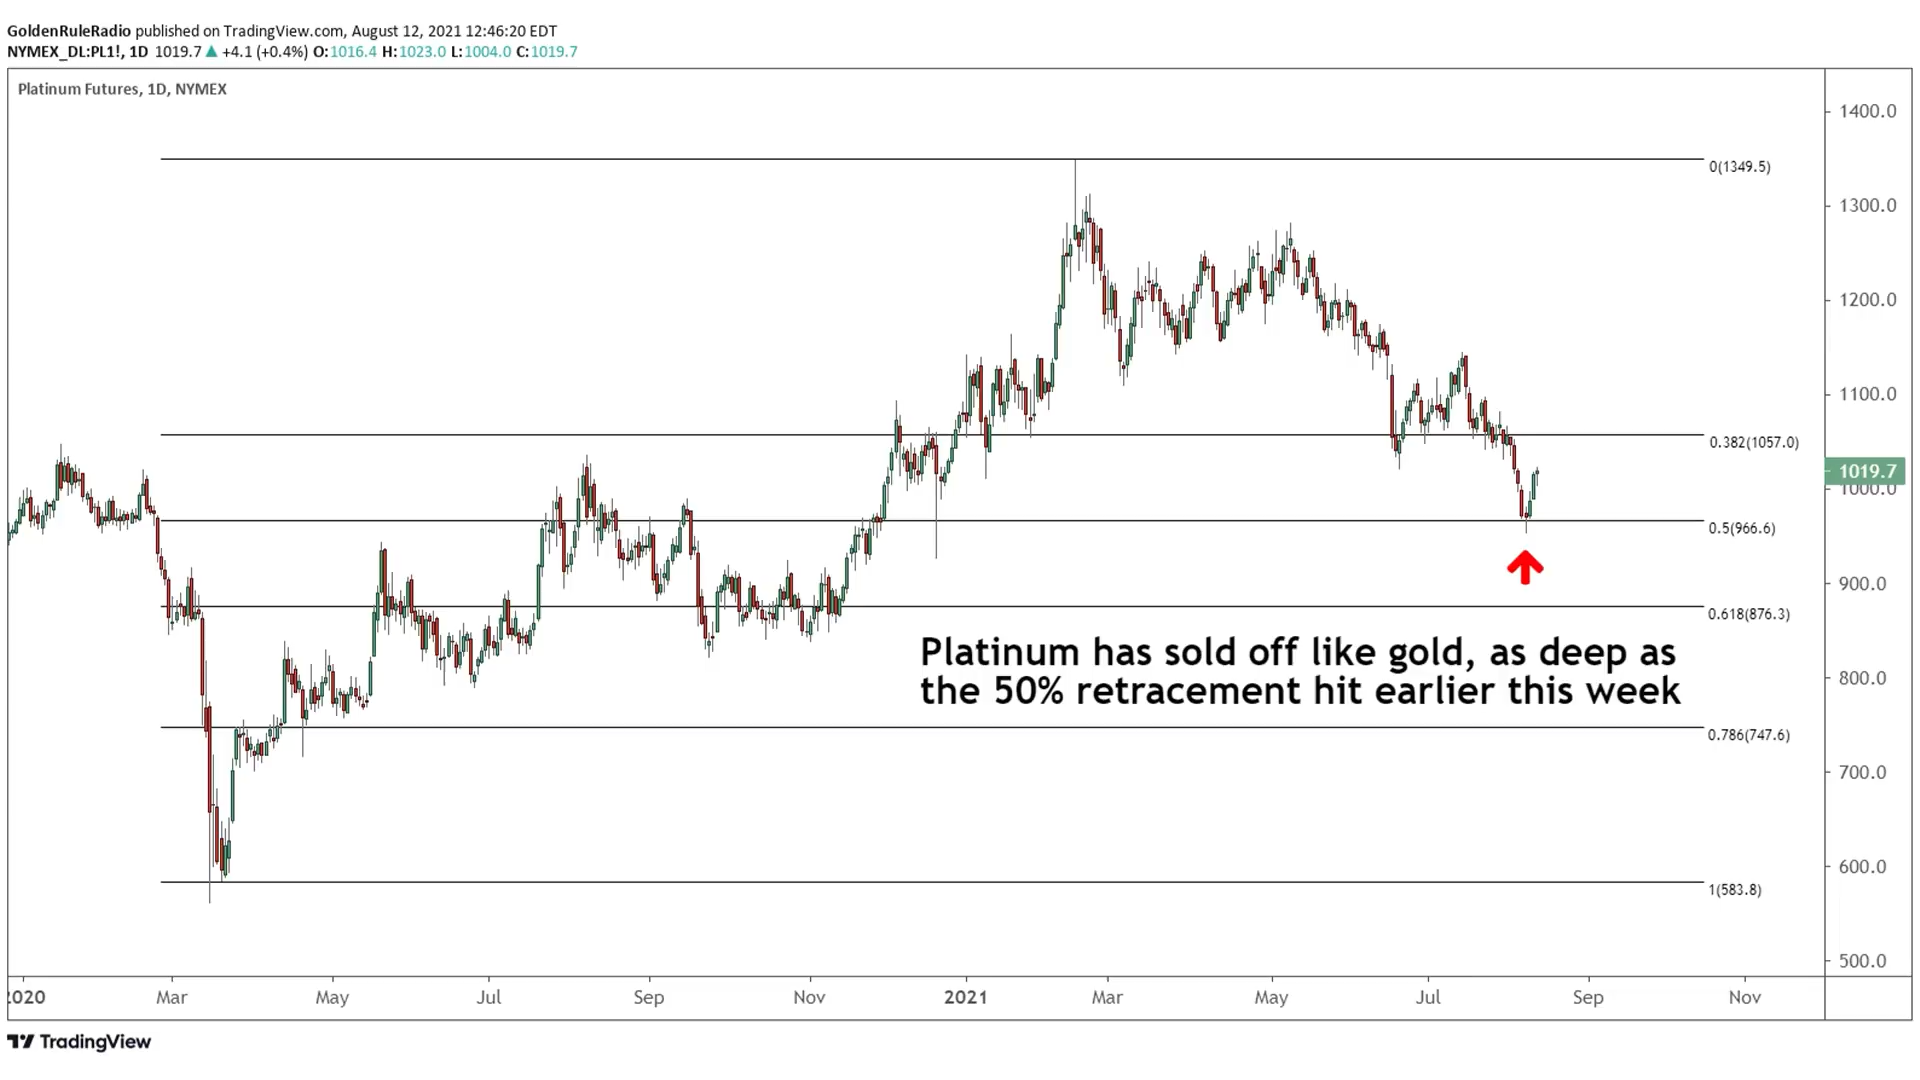 GoldenRuleRadio published on TradingView.com, August 12, 2021 12:46:20 EDT
NYMEX_DL:PL1!, 1D 1019.7 ▲ +4.1 (+0.4%) O:1016.4 H:1023.0 L:1004.0 C:1019.7
Platinum Futures, 1D, NYMEX
1400.0
0(1349.5)
1300.0
1200.0
1100.0
0.382(1057.0)
1019.7
1000.0
0.5(966.6)
900.0
0.618(876.3)
Platinum has sold off like gold, as deep as
the 50% retracement hit earlier this week
800.0
0.786(747.6)
700.0
600.0
1(583.8)
500.0
2020 Mar May Jul Sep Nov 2021 Mar May Jul Sep Nov
TradingView